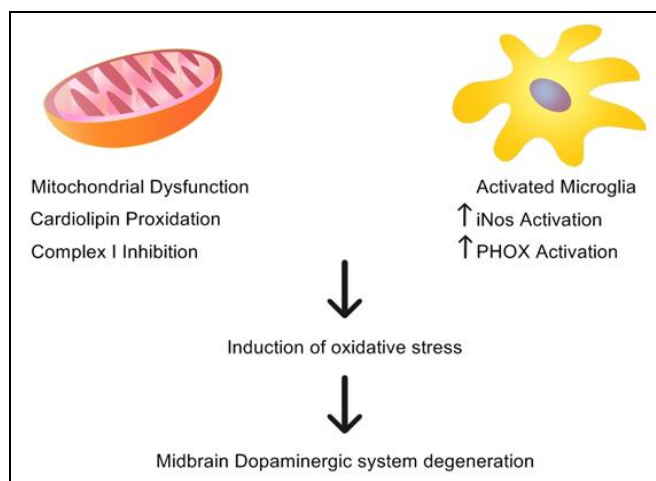 Mitochondrial Dysfunction
Cardiolipin Proxidation
Complex I Inhibition
Activated Microglia
↑ iNos Activation
↑ PHOX Activation
Induction of oxidative stress
Midbrain Dopaminergic system degeneration